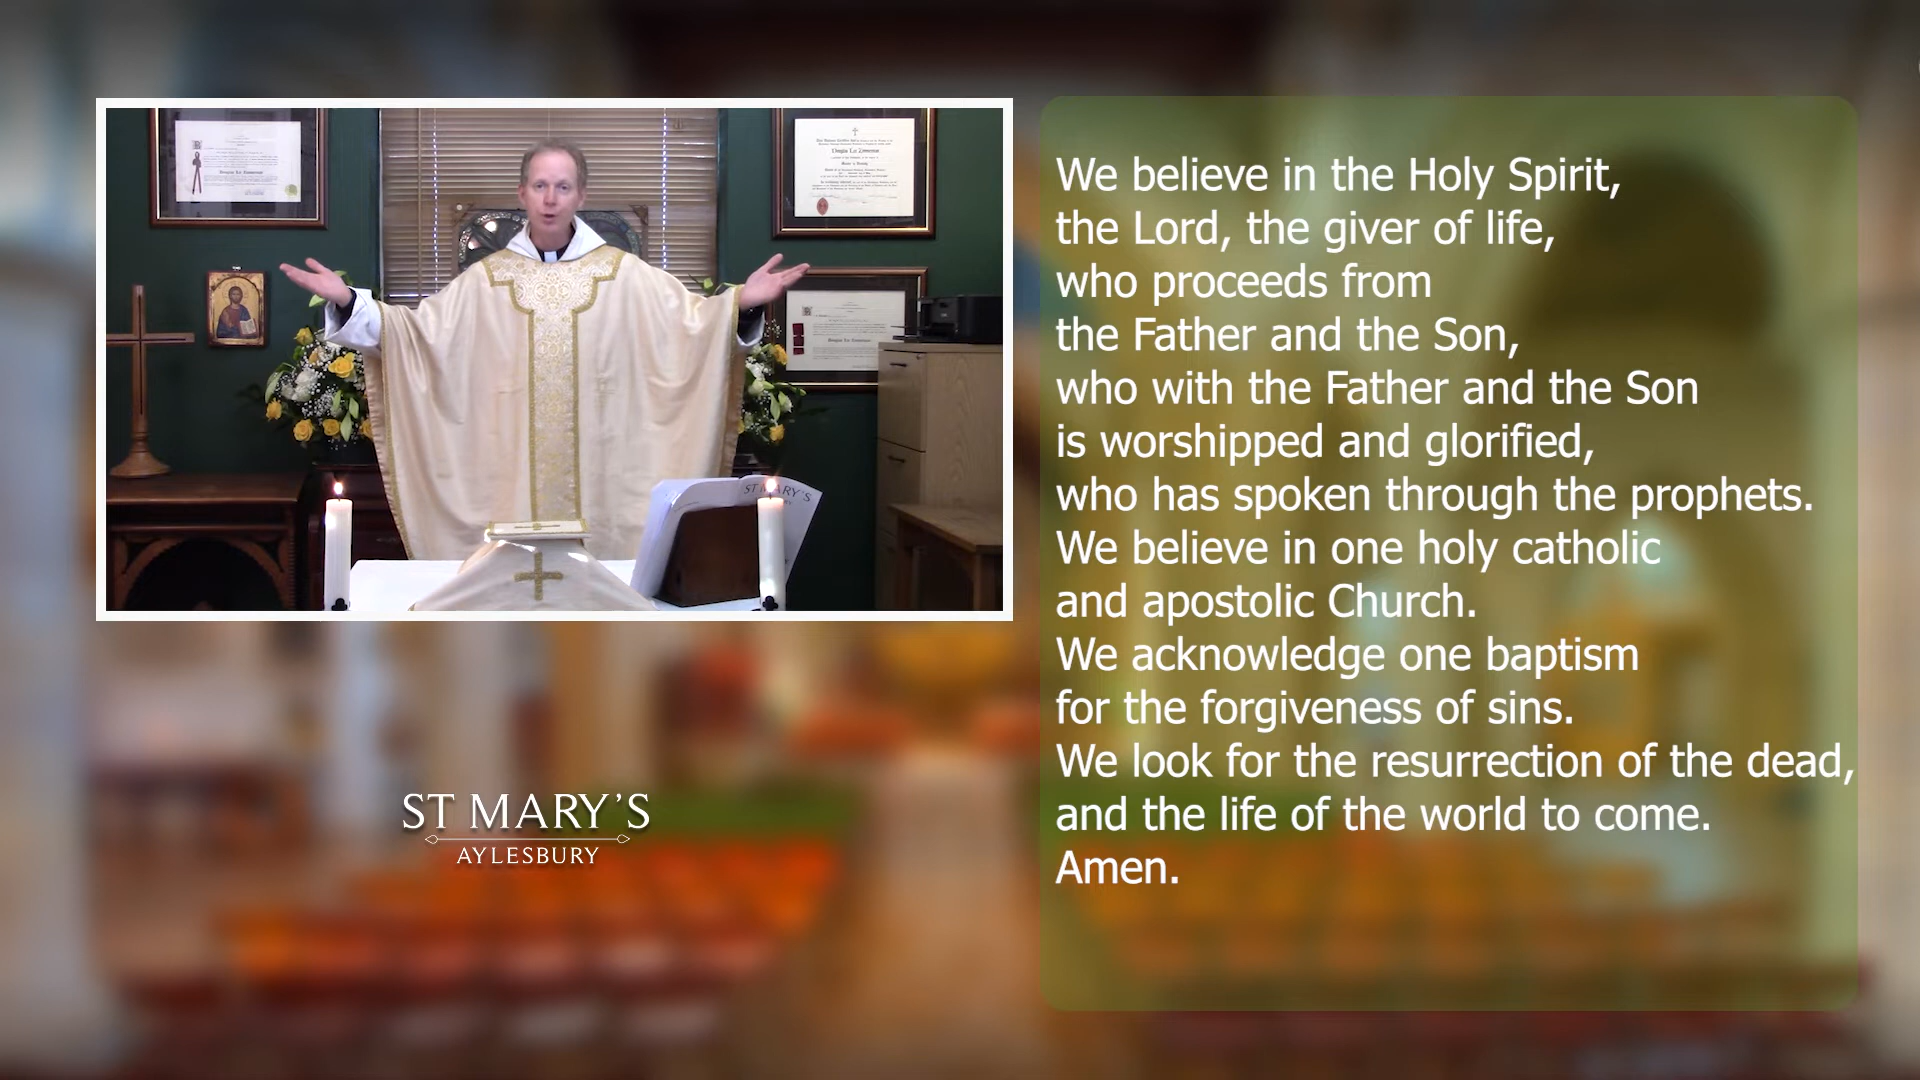 We believe in the Holy Spirit,
the Lord, the giver of life,
who proceeds from
the Father and the Son,
who with the Father and the Son
is worshipped and glorified,
who has spoken through the prophets.
We believe in one holy catholic
and apostolic Church.
We acknowledge one baptism
for the forgiveness of sins.
We look for the resurrection of the dead,
and the life of the world to come.
Amen.
ST MARY'S
ST MARY'S
AYLESBURY